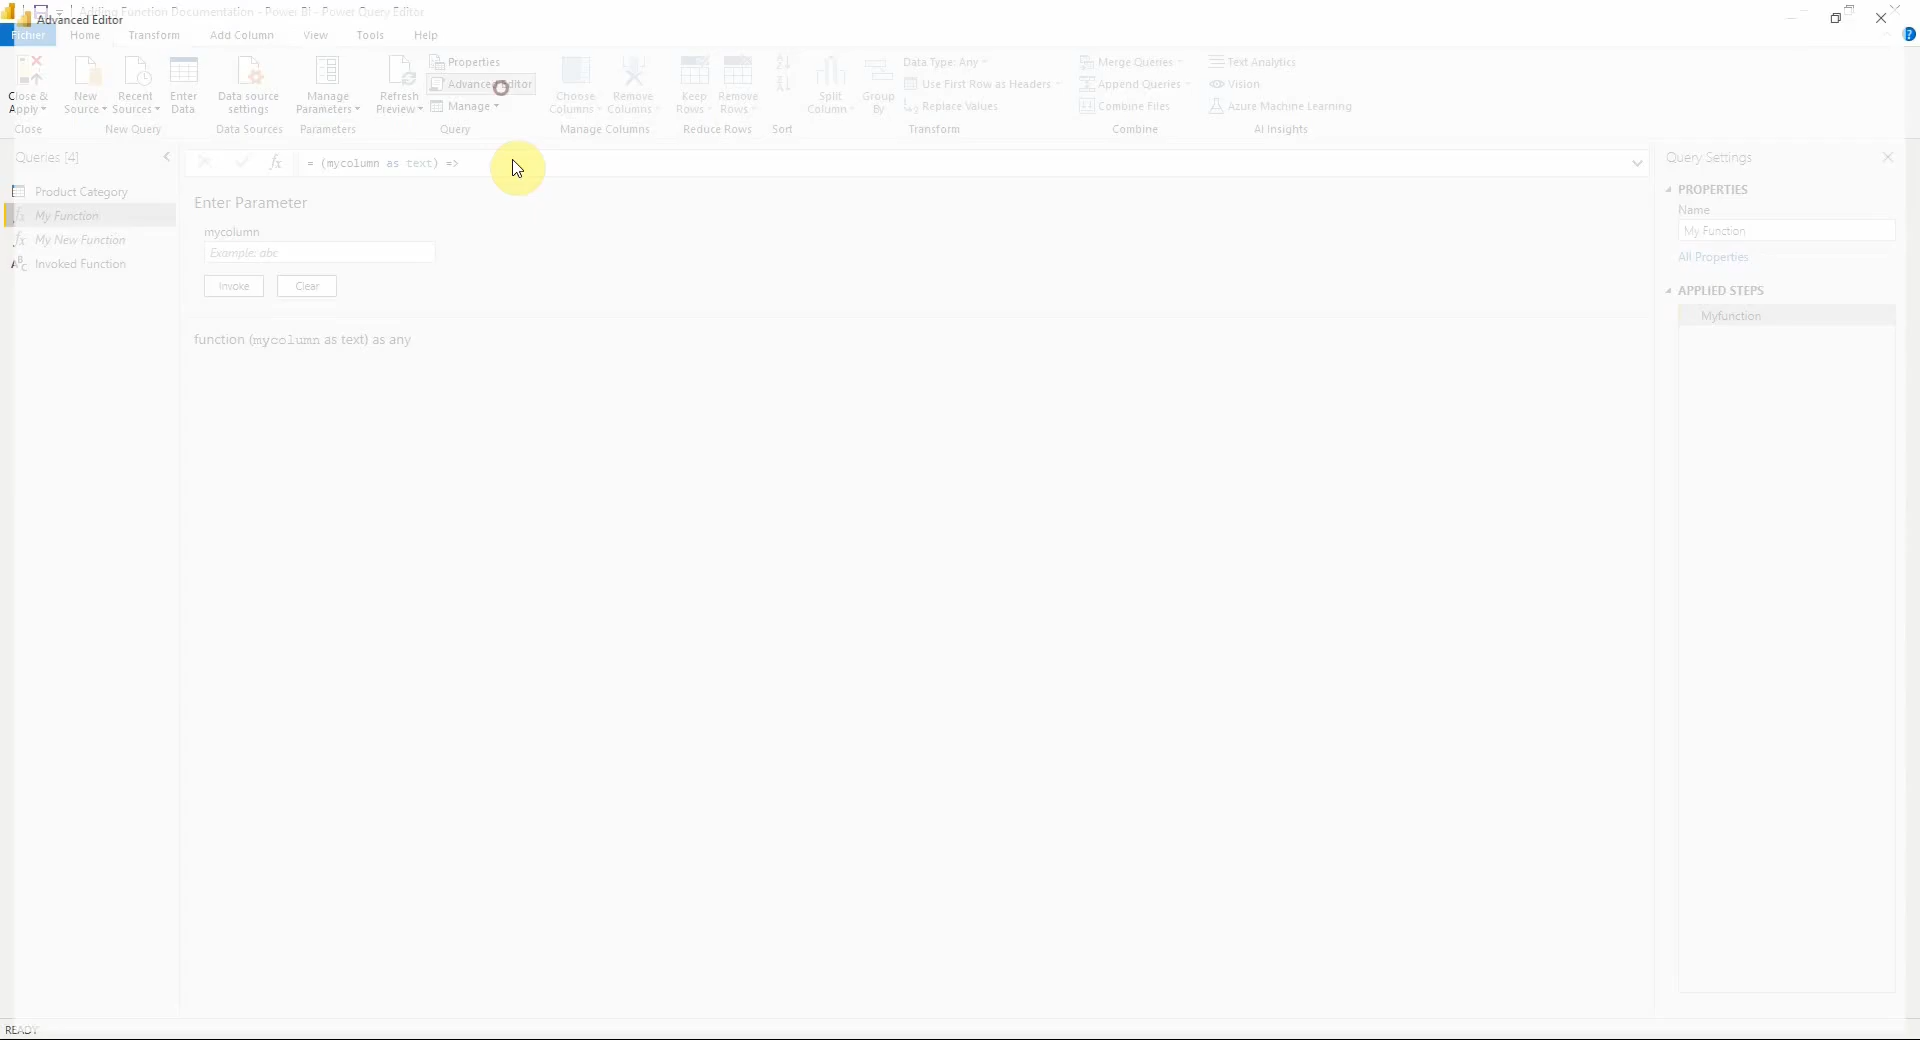 Adding Function Documentation - Power BI - Power Query Editor
Advanced Editor
Fichier Home Transform Add Column View Tools Help
Close & Apply
New Source
Recent Sources
Enter Data
Data source settings
Manage Parameters
Refresh Preview
Properties
Advanced Editor
Manage
Choose Columns
Remove Columns
Keep Rows
Remove Rows
Split Column
Group By
Data Type: Any
Use First Row as Headers
Replace Values
Merge Queries
Append Queries
Combine Files
Text Analytics
Vision
Azure Machine Learning
Close New Query Data Sources Parameters Query Manage Columns Reduce Rows Sort Transform Combine AI Insights
Queries [4]
Product Category
fx My Function
fx My New Function
ABC Invoked Function
fx = (mycolumn as text) =>
Enter Parameter
mycolumn
Example: abc
Invoke Clear
function (mycolumn as text) as any
Query Settings
PROPERTIES
Name
My Function
All Properties
APPLIED STEPS
Myfunction
READY